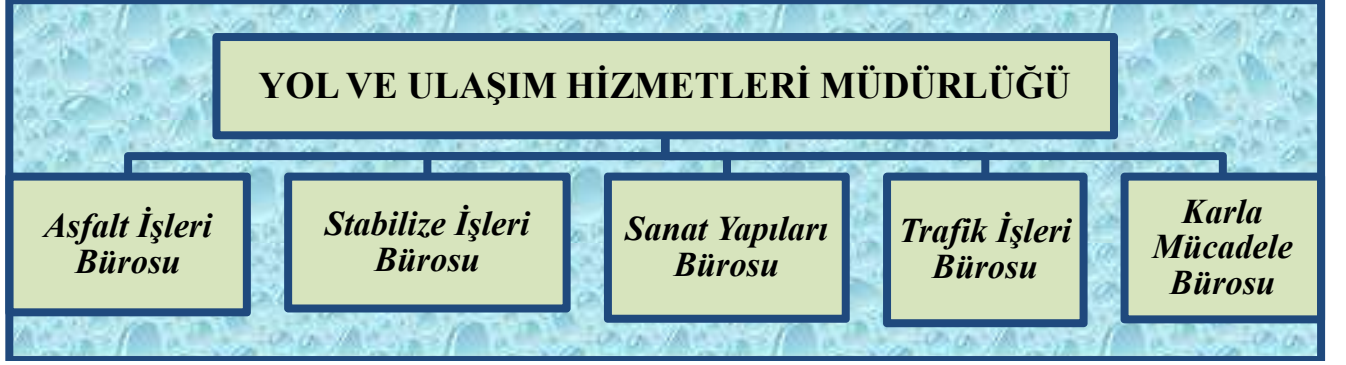 YOL VE ULAŞIM HİZMETLERİ MÜDÜRLÜĞÜ
Asfalt İşleri
Bürosu
Stabilize İşleri
Bürosu
Sanat Yapıları
Bürosu
Trafik İşleri
Bürosu
Karla
Mücadele
Bürosu